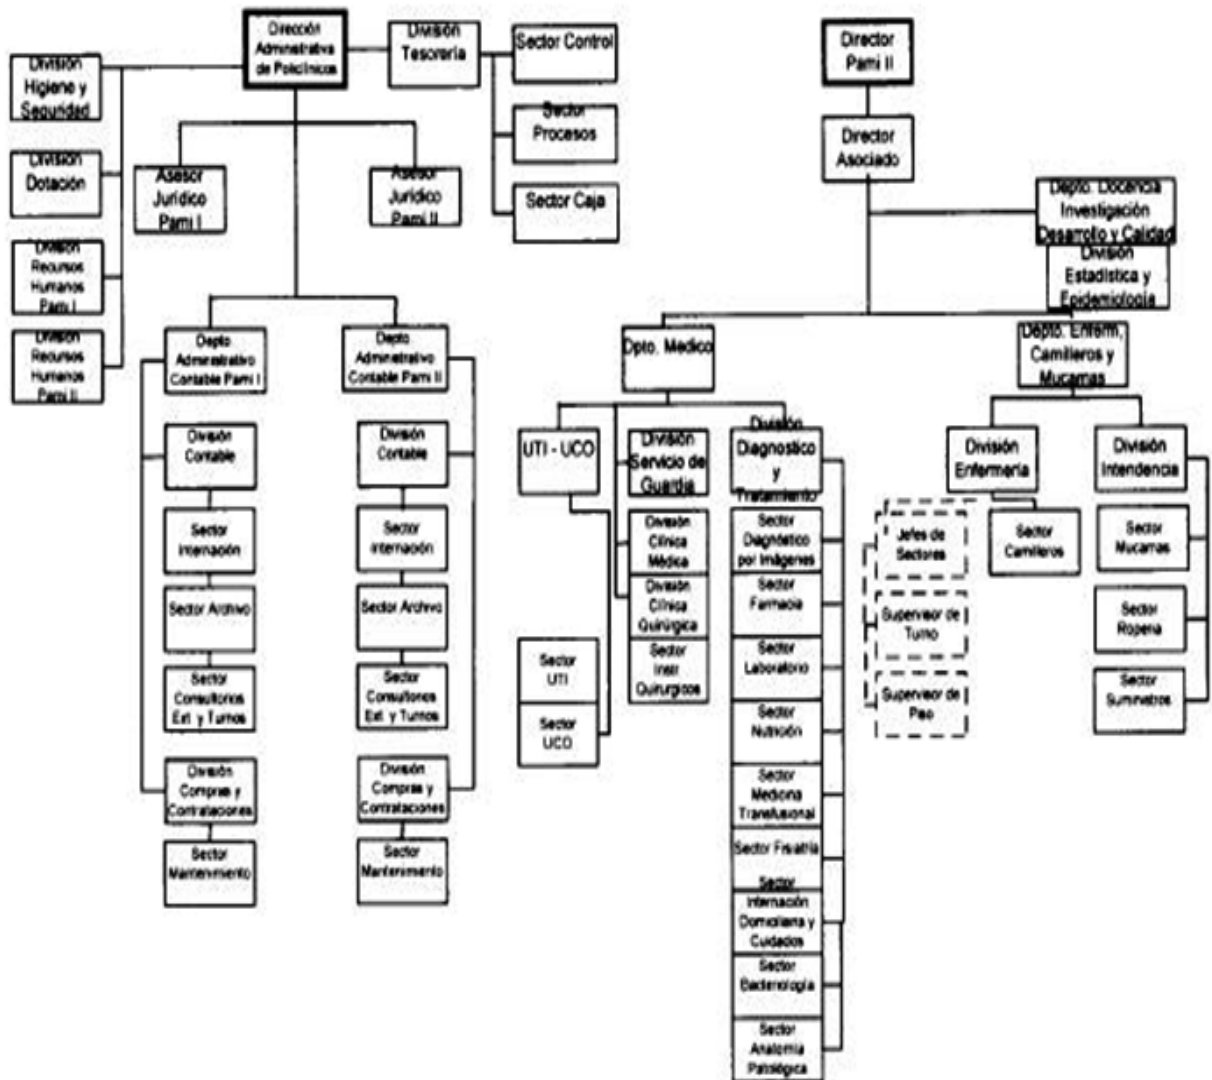 Dirección
Administrativa
de Policlínicos
División
Tesorería
Sector Control
Sector
Procesos
Sector Caja
División
Higiene y
Seguridad
División
Dotación
División
Recursos
Humanos
Pami I
División
Recursos
Humanos
Pami II
Asesor
Jurídico
Pami I
Asesor
Jurídico
Pami II
Depto
Administrativo
Contable Pami I
División
Contable
Sector
Internación
Sector Archivo
Sector
Consultorios
Ext. y Turnos
División
Compras y
Contrataciones
Sector
Mantenimiento
Depto
Administrativo
Contable Pami II
División
Contable
Sector
Internación
Sector Archivo
Sector
Consultorios
Ext. y Turnos
División
Compras y
Contrataciones
Sector
Mantenimiento
Director
Pami II
Director
Asociado
Depto. Docencia
Investigación
Desarrollo y Calidad
División
Estadística y
Epidemiología
Dpto. Medico
UTI - UCO
Sector
UTI
Sector
UCO
División
Servicio de
Guardia
División
Clínica
Médica
División
Clínica
Quirúrgica
Sector
Instr
Quirurgicos
División
Diagnostico
y
Tratamiento
Sector
Diagnóstico
por Imágenes
Sector
Farmacia
Sector
Laboratorio
Sector
Nutrición
Sector
Medicina
Transfusional
Sector Fisiatría
Sector
Internación
Domiciliaria y
Cuidados
Sector
Bacteriología
Sector
Anatomía
Patológica
Depto. Enferm,
Camilleros y
Mucamas
División
Enfermería
Jefes de
Sectores
Supervisor de
Turno
Supervisor de
Piso
Sector
Camilleros
División
Intendencia
Sector
Mucamas
Sector
Ropería
Sector
Suministros